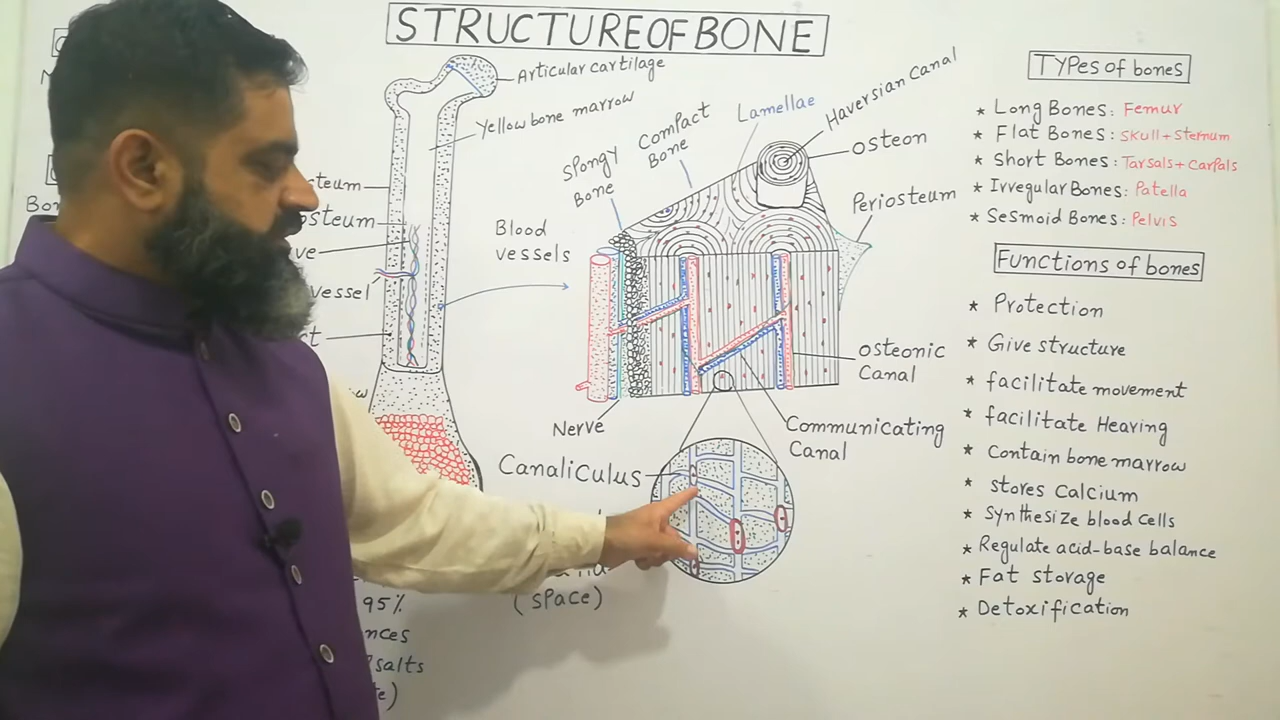 STRUCTURE OF BONE
Articular cartilage
Yellow bone marrow
Blood
vessels
Spongy
Bone
Compact
Bone
Lamellae
Haversian Canal
osteon
Periosteum
osteonic
Canal
Communicating
Canal
Nerve
Canaliculus
(space)
95%
salts
Types of bones
* Long Bones: Femur
* Flat Bones: Skull + Sternum
* Short Bones: Tarsals + Carpals
* Irregular Bones: Patella
* Sesmoid Bones: Pelvis
Functions of bones
* Protection
* Give structure
* facilitate movement
* facilitate Hearing
* Contain bone marrow
* stores Calcium
* Synthesize blood cells
* Regulate acid-base balance
* Fat storage
* Detoxification